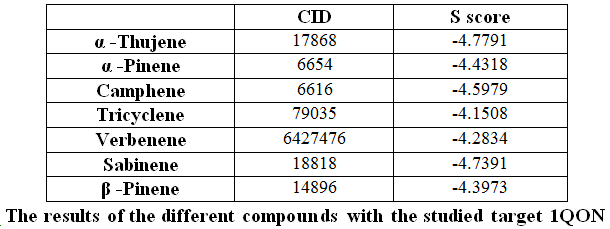 CID S score
α -Thujene 17868 -4.7791
α -Pinene 6654 -4.4318
Camphene 6616 -4.5979
Tricyclene 79035 -4.1508
Verbenene 6427476 -4.2834
Sabinene 18818 -4.7391
β -Pinene 14896 -4.3973
The results of the different compounds with the studied target 1QON